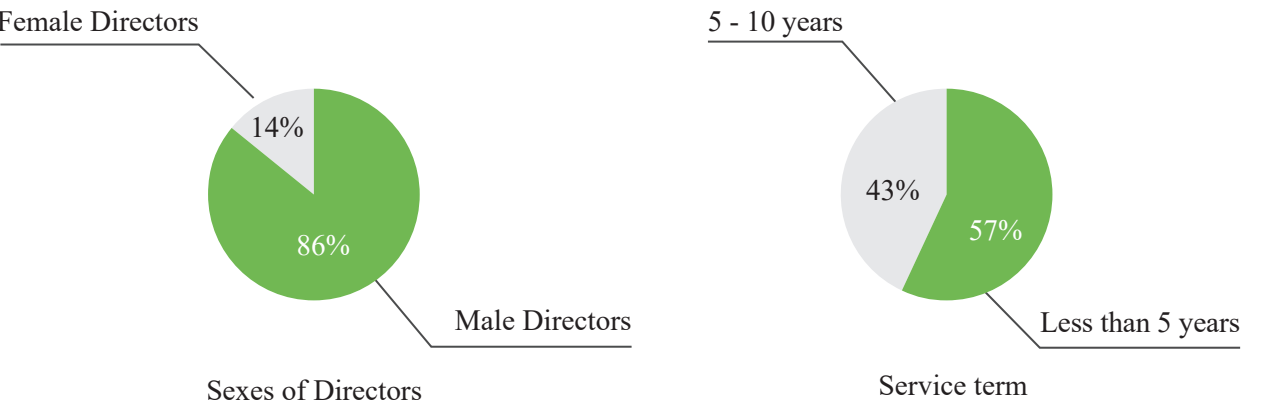 Female Directors
14%
86%
Male Directors
Sexes of Directors
5 - 10 years
43%
57%
Less than 5 years
Service term